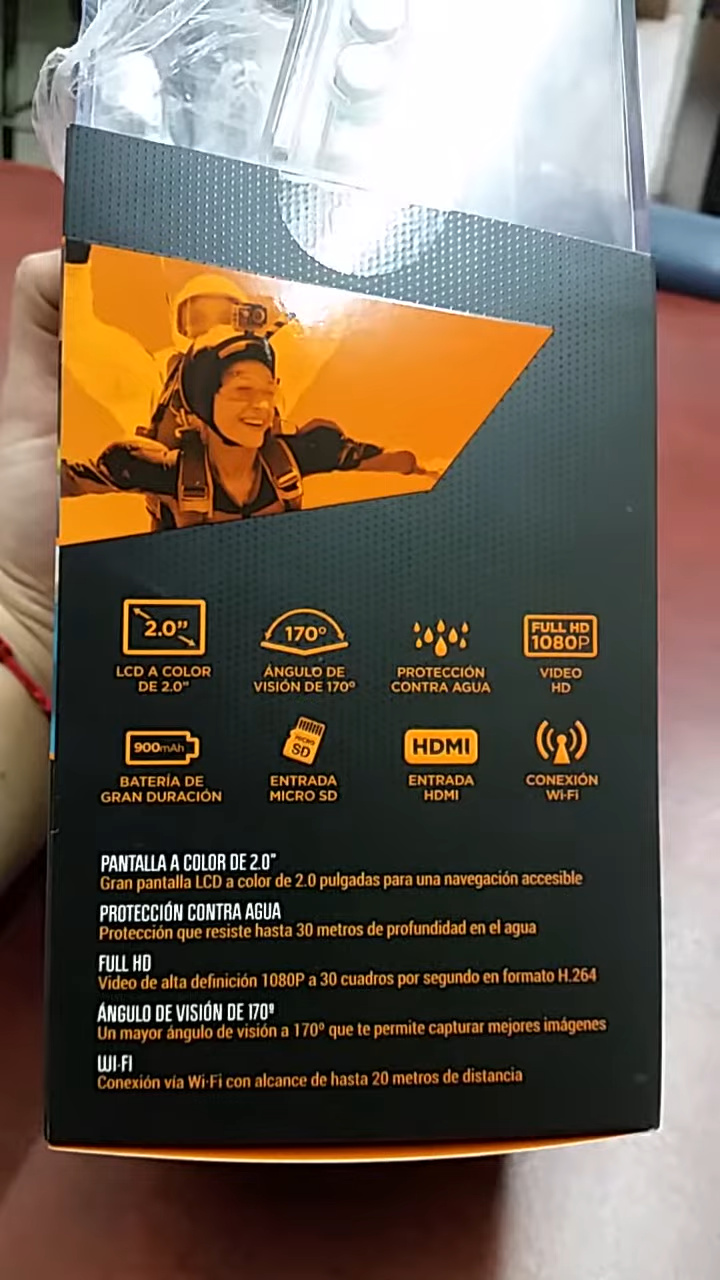 2.0”
170º
FULL HD
1080P
LCD A COLOR
DE 2.0”
ÁNGULO DE
VISIÓN DE 170º
PROTECCIÓN
CONTRA AGUA
VIDEO
HD
900mAh
MICRO
SD
HDMI
BATERÍA DE
GRAN DURACIÓN
ENTRADA
MICRO SD
ENTRADA
HDMI
CONEXIÓN
Wi-Fi
PANTALLA A COLOR DE 2.0”
Gran pantalla LCD a color de 2.0 pulgadas para una navegación accesible
PROTECCIÓN CONTRA AGUA
Protección que resiste hasta 30 metros de profundidad en el agua
FULL HD
Video de alta definición 1080P a 30 cuadros por segundo en formato H.264
ÁNGULO DE VISIÓN DE 170º
Un mayor ángulo de visión a 170º que te permite capturar mejores imágenes
WI-FI
Conexión vía Wi-Fi con alcance de hasta 20 metros de distancia